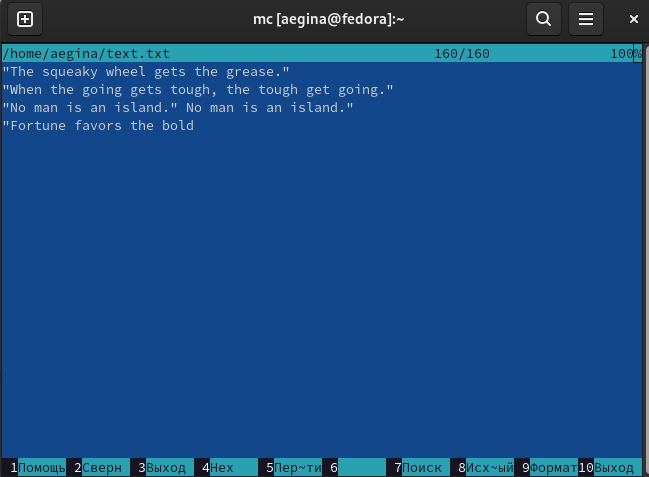 mc [aegina@fedora]:~
/home/aegina/text.txt 160/160 100%
"The squeaky wheel gets the grease."
"When the going gets tough, the tough get going."
"No man is an island." No man is an island."
"Fortune favors the bold
1Помощь 2Сверн 3Выход 4Hex 5Пер~ти 6 7Поиск 8Исх~ый 9Формат 10Выход